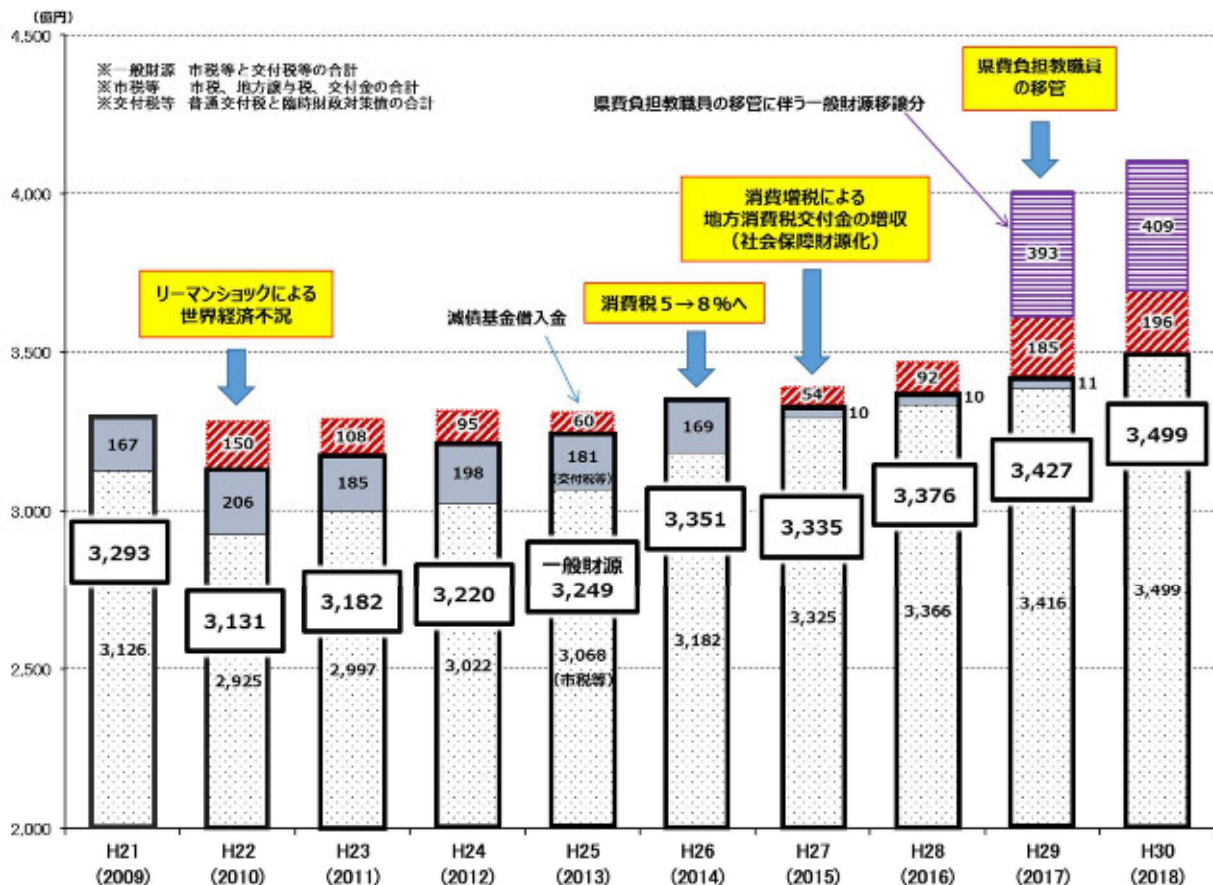 (億円)
4,500
※一般財源 市税等と交付税等の合計
※市税等 市税、地方譲与税、交付金の合計
※交付税等 普通交付税と臨時財政対策債の合計
県費負担教職員
の移管
県費負担教職員の移管に伴う一般財源移譲分
4,000
消費増税による
地方消費税交付金の増収
(社会保障財源化)
393
409
リーマンショックによる
世界経済不況
減債基金借入金
消費税5→8%へ
3,500
167
150
108
95
60
54
92
185
196
206
185
198
181
(交付税等)
169
10
10
11
3,000
3,293
3,131
3,182
3,220
一般財源
3,249
3,351
3,335
3,376
3,427
3,499
3,126
2,925
2,997
3,022
3,068
(市税等)
3,182
3,325
3,366
3,416
3,499
2,500
2,000
H21 H22 H23 H24 H25 H26 H27 H28 H29 H30
(2009) (2010) (2011) (2012) (2013) (2014) (2015) (2016) (2017) (2018)